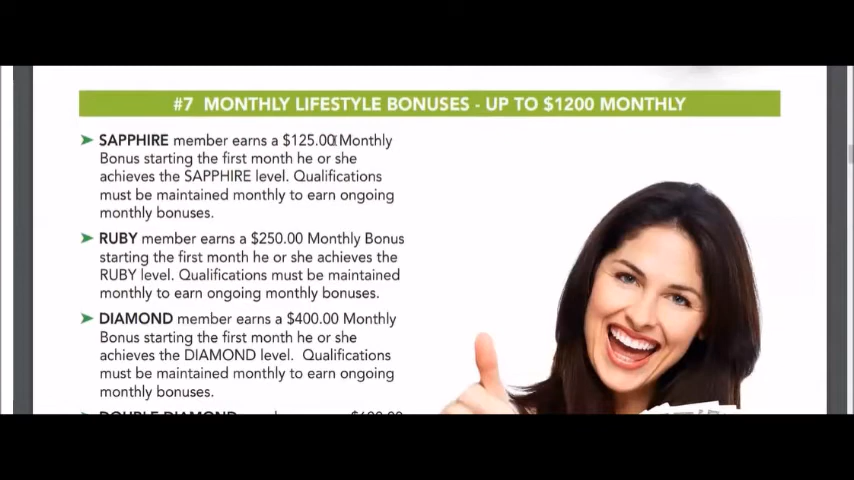 #7 MONTHLY LIFESTYLE BONUSES - UP TO $1200 MONTHLY
SAPPHIRE member earns a $125.00 Monthly
Bonus starting the first month he or she
achieves the SAPPHIRE level. Qualifications
must be maintained monthly to earn ongoing
monthly bonuses.
RUBY member earns a $250.00 Monthly Bonus
starting the first month he or she achieves the
RUBY level. Qualifications must be maintained
monthly to earn ongoing monthly bonuses.
DIAMOND member earns a $400.00 Monthly
Bonus starting the first month he or she
achieves the DIAMOND level. Qualifications
must be maintained monthly to earn ongoing
monthly bonuses.
DOUBLE DIAMOND